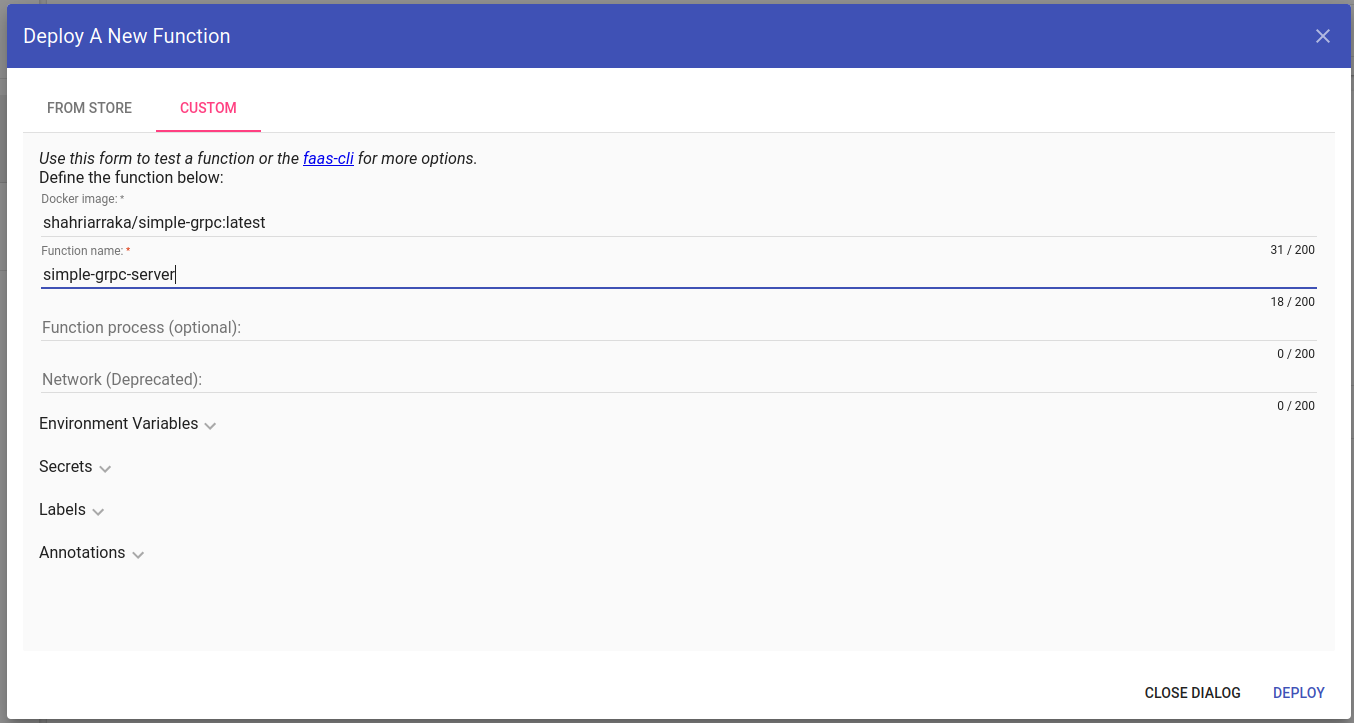 Deploy A New Function
FROM STORE
CUSTOM
Use this form to test a function or the faas-cli for more options.
Define the function below:
Docker image: *
shahriarraka/simple-grpc:latest
31 / 200
Function name: *
simple-grpc-server
18 / 200
Function process (optional):
0 / 200
Network (Deprecated):
0 / 200
Environment Variables
Secrets
Labels
Annotations
CLOSE DIALOG
DEPLOY